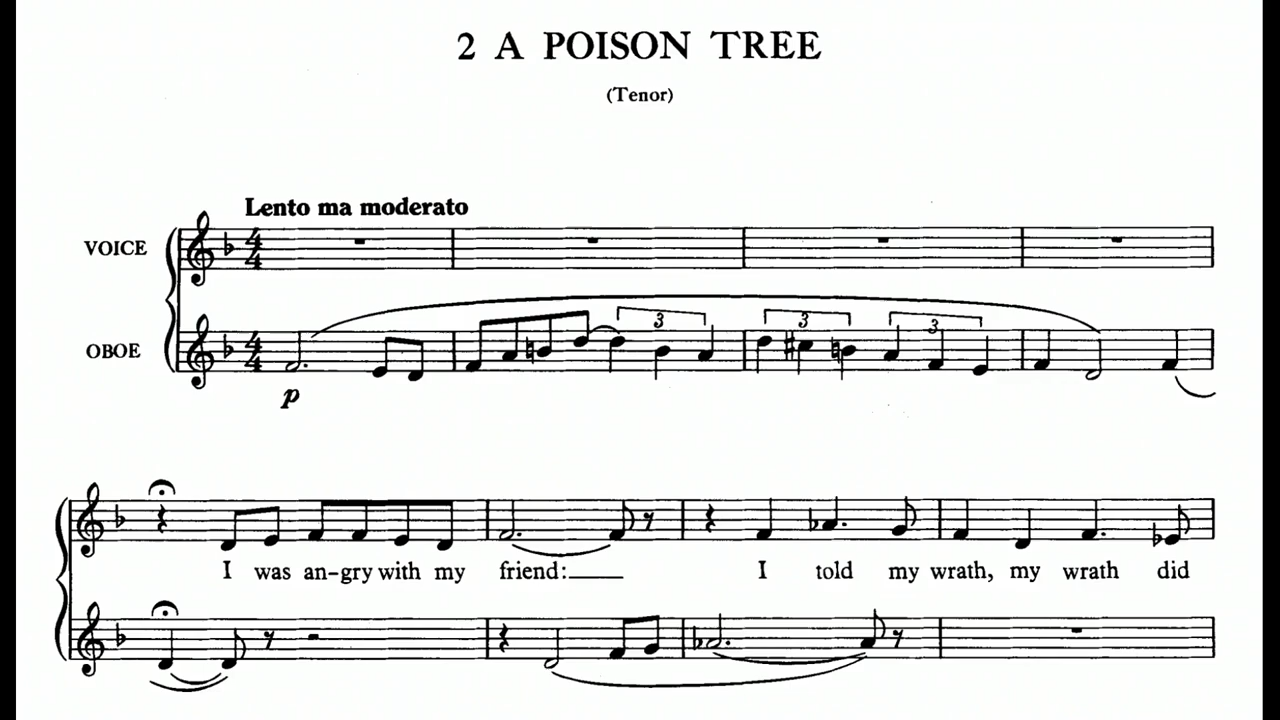 2 A POISON TREE
(Tenor)
Lento ma moderato
VOICE
OBOE
3 3 3
p
I was an-gry with my friend: I told my wrath, my wrath did